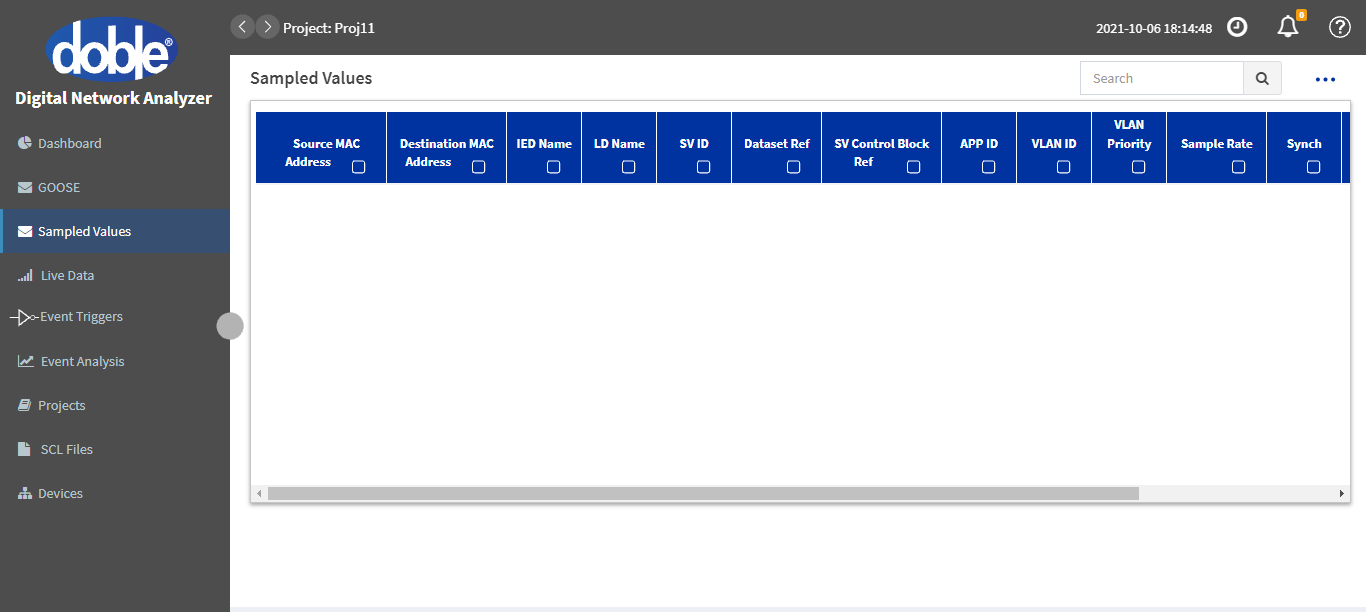 doble®
Digital Network Analyzer
Dashboard
GOOSE
Sampled Values
Live Data
Event Triggers
Event Analysis
Projects
SCL Files
Devices
Project: Proj11
2021-10-06 18:14:48
0
Sampled Values
Search
Source MAC
Address
Destination MAC
Address
IED Name
LD Name
SV ID
Dataset Ref
SV Control Block
Ref
APP ID
VLAN ID
VLAN
Priority
Sample Rate
Synch